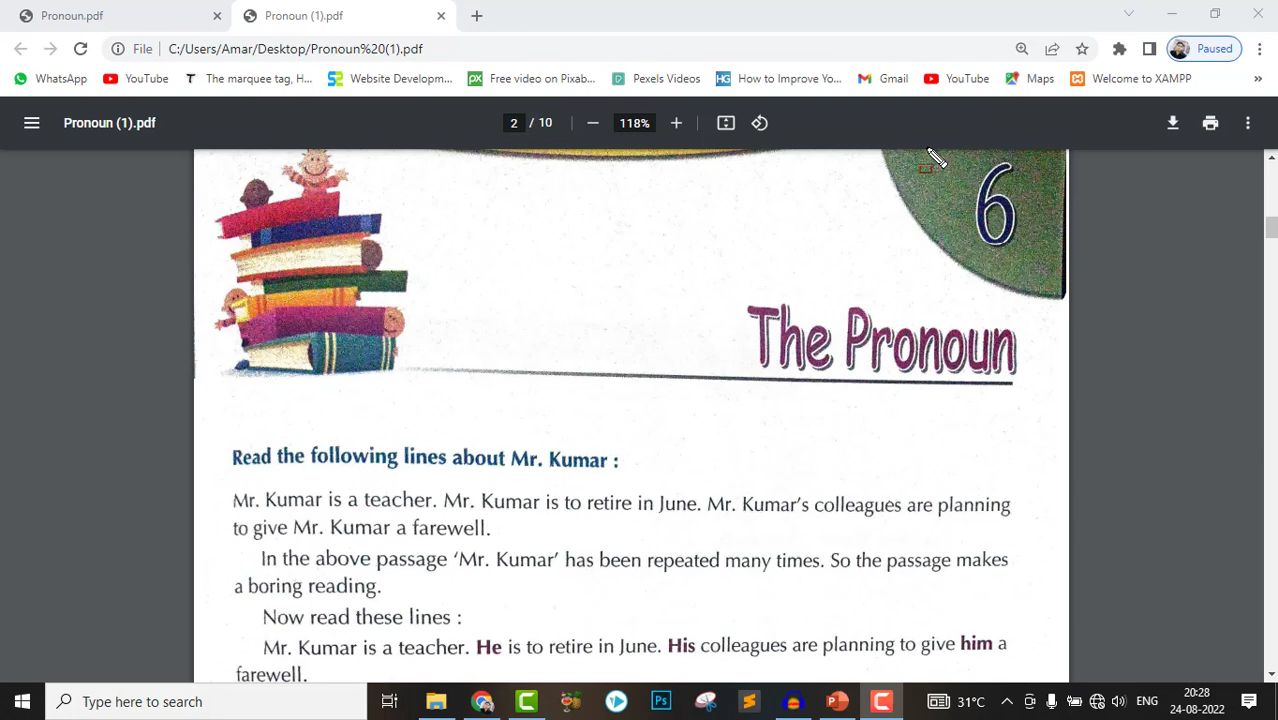 Pronoun.pdf
Pronoun (1).pdf
File C:/Users/Amar/Desktop/Pronoun%20(1).pdf
Paused
WhatsApp YouTube The marquee tag, H... Website Developm... Free video on Pixab... Pexels Videos How to Improve Yo... Gmail YouTube Maps Welcome to XAMPP »
Pronoun (1).pdf
2 / 10
118%
6
The Pronoun
Read the following lines about Mr. Kumar :
Mr. Kumar is a teacher. Mr. Kumar is to retire in June. Mr. Kumar's colleagues are planning
to give Mr. Kumar a farewell.
In the above passage ‘Mr. Kumar’ has been repeated many times. So the passage makes
a boring reading.
Now read these lines :
Mr. Kumar is a teacher. He is to retire in June. His colleagues are planning to give him a
farewell.
Type here to search
31°C
ENG
20:28
24-08-2022